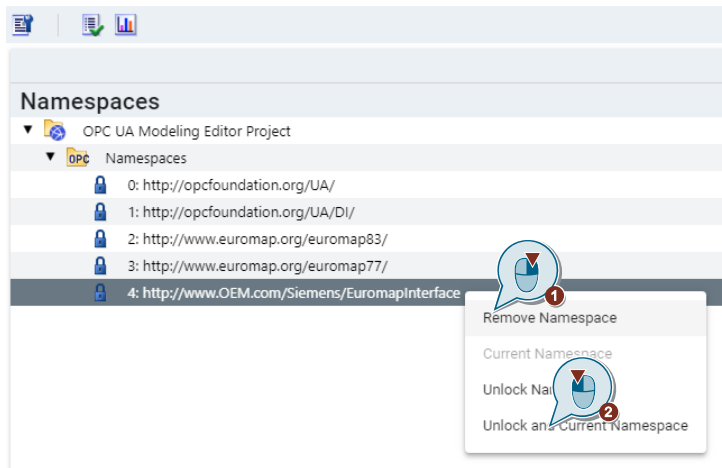 Namespaces
OPC UA Modeling Editor Project
OPC Namespaces
0: http://opcfoundation.org/UA/
1: http://opcfoundation.org/UA/DI/
2: http://www.euromap.org/euromap83/
3: http://www.euromap.org/euromap77/
4: http://www.OEM.com/Siemens/EuromapInterface
1
Remove Namespace
Current Namespace
Unlock
2
Unlock and Current Namespace